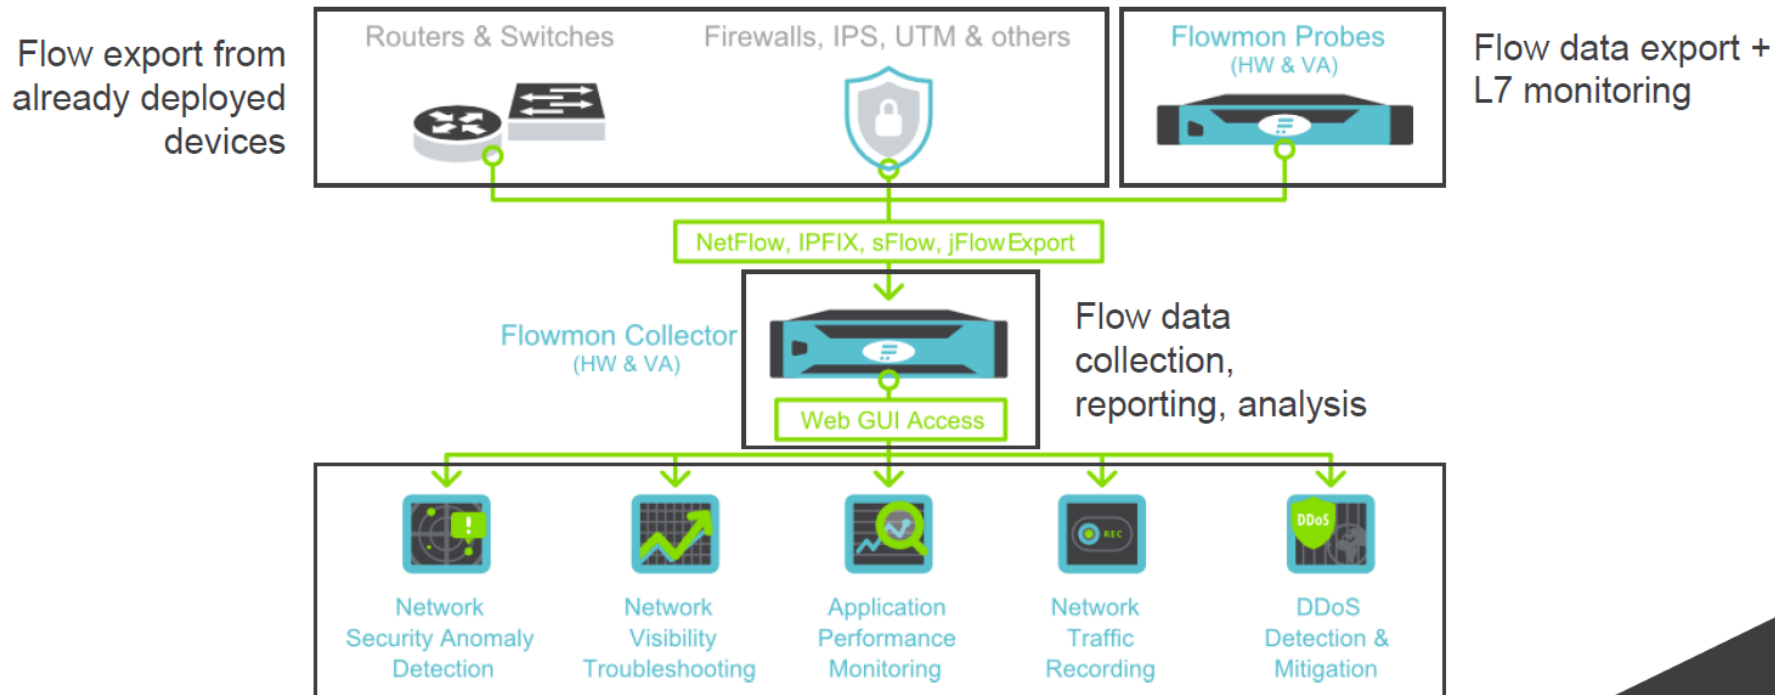 Flow export from
already deployed
devices
Routers & Switches
Firewalls, IPS, UTM & others
Flowmon Probes
(HW & VA)
Flow data export +
L7 monitoring
NetFlow, IPFIX, sFlow, jFlowExport
Flowmon Collector
(HW & VA)
Flow data
collection,
reporting, analysis
Web GUI Access
!
REC
DDoS
Network
Security Anomaly
Detection
Network
Visibility
Troubleshooting
Application
Performance
Monitoring
Network
Traffic
Recording
DDoS
Detection &
Mitigation